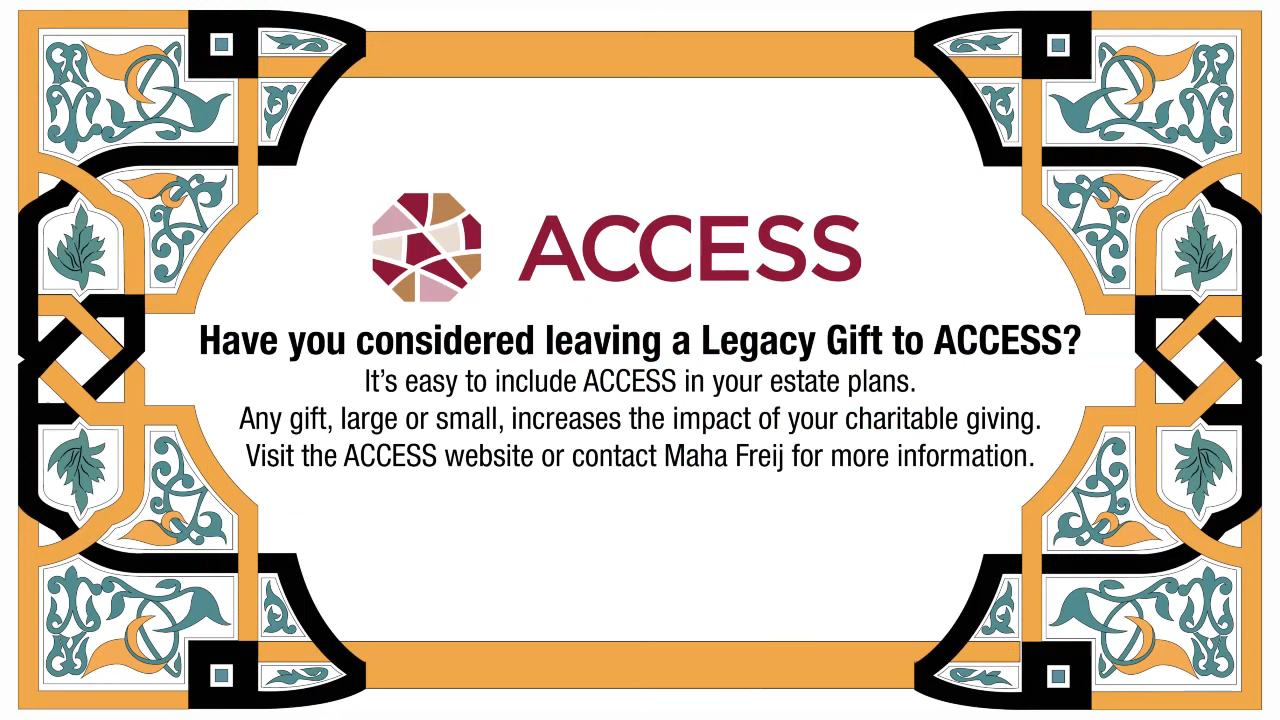 ACCESS
Have you considered leaving a Legacy Gift to ACCESS?
It’s easy to include ACCESS in your estate plans.
Any gift, large or small, increases the impact of your charitable giving.
Visit the ACCESS website or contact Maha Freij for more information.